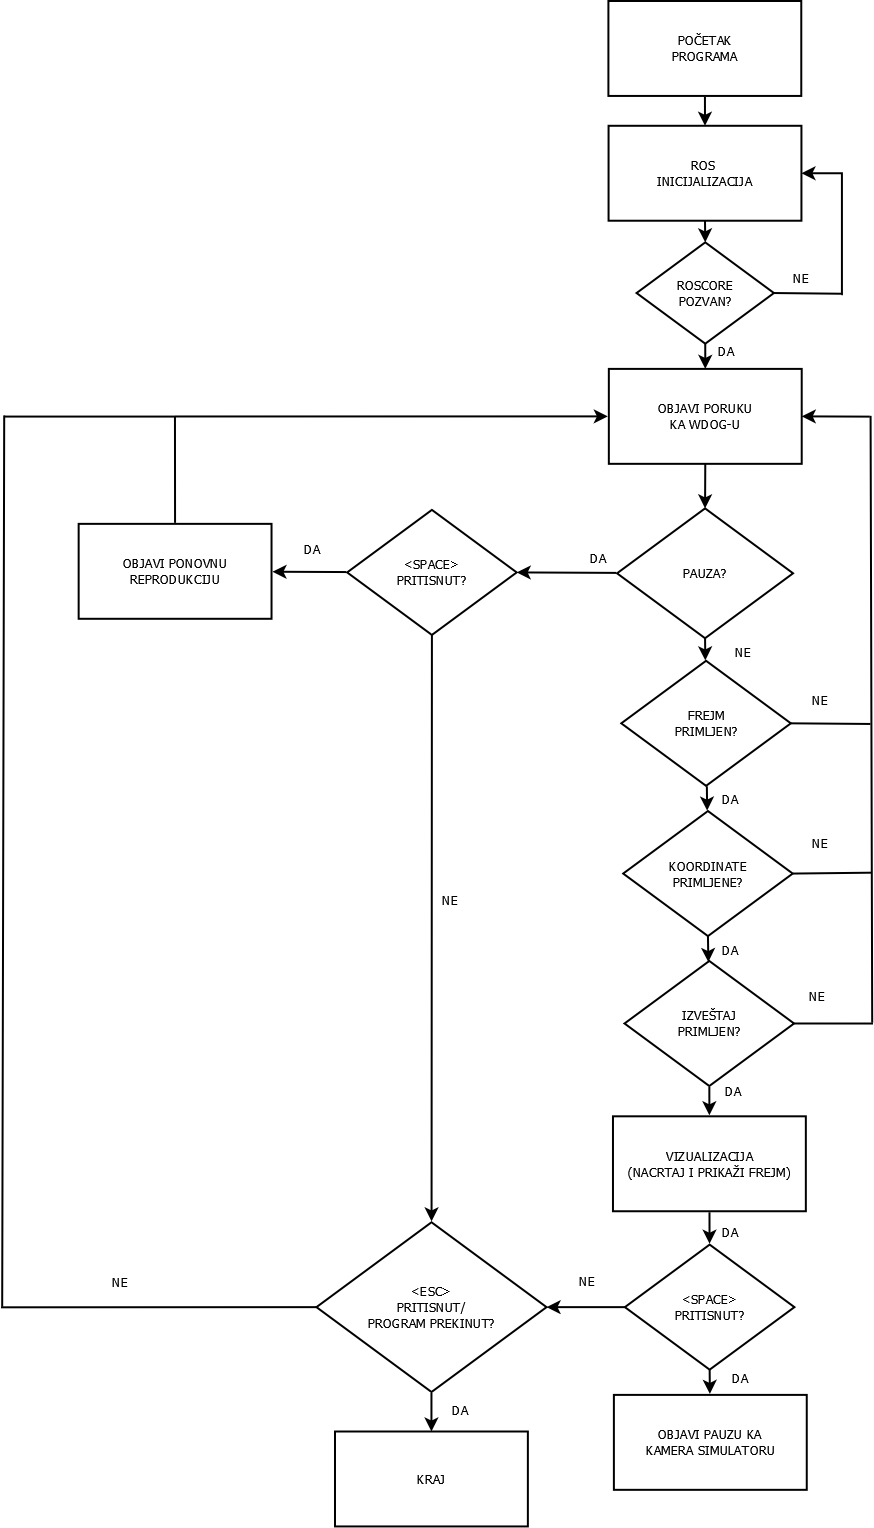 POČETAK
PROGRAMA
ROS
INICIJALIZACIJA
ROSCORE
POZVAN?
NE
DA
OBJAVI PORUKU
KA WDOG-U
PAUZA?
DA
<SPACE>
PRITISNUT?
DA
OBJAVI PONOVNU
REPRODUKCIJU
NE
FREJM
PRIMLJEN?
NE
DA
KOORDINATE
PRIMLJENE?
NE
DA
IZVEŠTAJ
PRIMLJEN?
NE
DA
NE
VIZUALIZACIJA
(NACRTAJ I PRIKAŽI FREJM)
DA
<SPACE>
PRITISNUT?
NE
<ESC>
PRITISNUT/
PROGRAM PREKINUT?
NE
DA
OBJAVI PAUZU KA
KAMERA SIMULATORU
DA
KRAJ